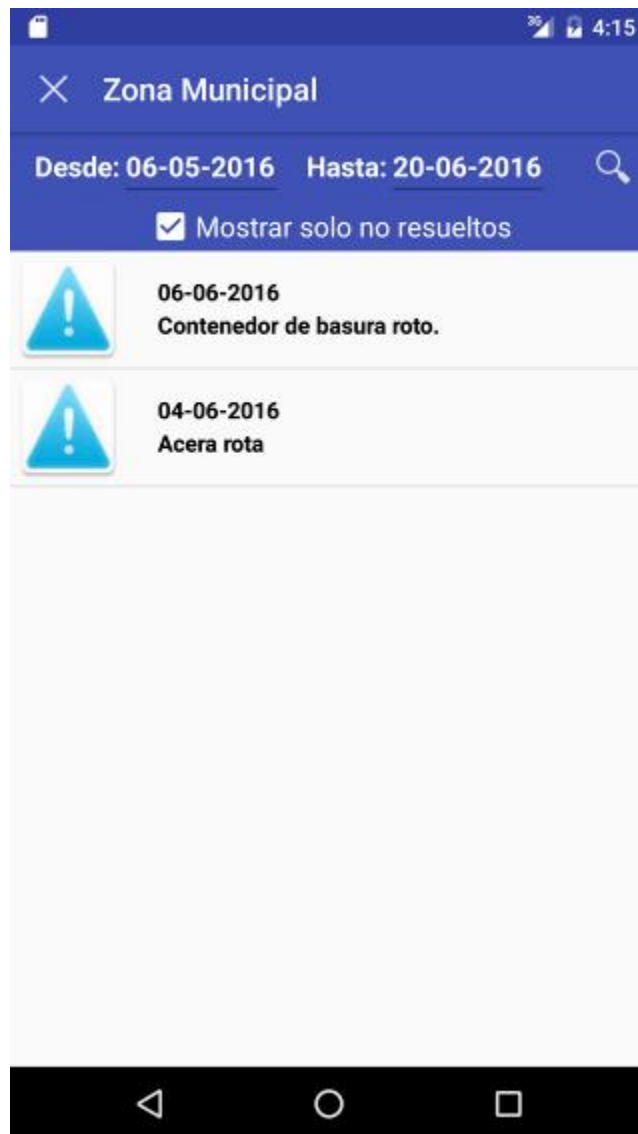 3G 4:15
Zona Municipal
Desde: 06-05-2016 Hasta: 20-06-2016
Mostrar solo no resueltos
06-06-2016
Contenedor de basura roto.
04-06-2016
Acera rota